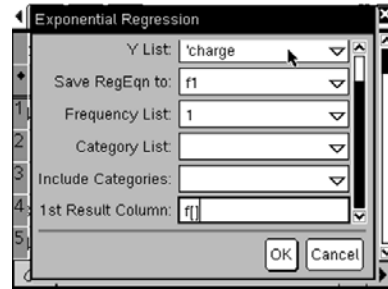 Exponential Regression
Y List: 'charge
Save RegEqn to: f1
Frequency List: 1
Category List:
Include Categories:
1st Result Column: f[]
OK Cancel
1
2
3
4
5